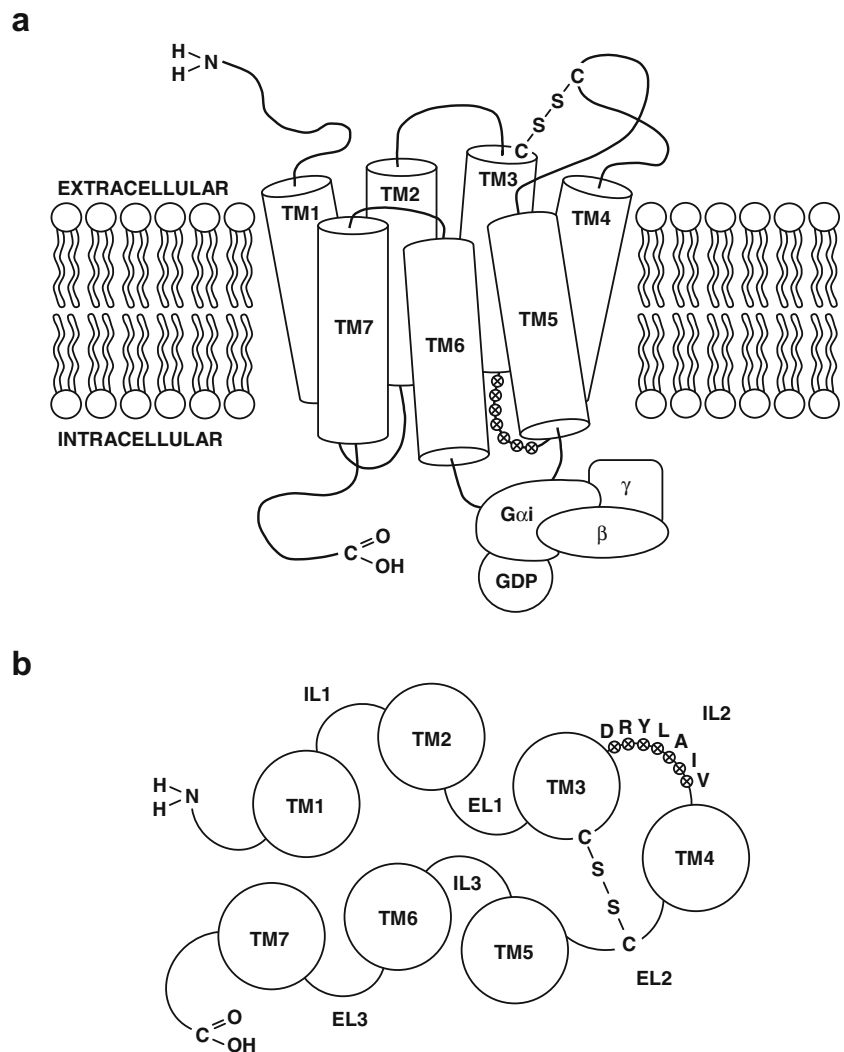 a
H
H
N
C
S
S
C
EXTRACELLULAR
TM1
TM2
TM3
TM4
TM7
TM6
TM5
INTRACELLULAR
C
O
OH
Gαi
γ
β
GDP
b
IL1
TM2
D R Y L A I V
IL2
H
H
N
TM1
EL1
TM3
C
S
S
C
TM4
IL3
TM6
TM7
TM5
EL2
EL3
C
O
OH